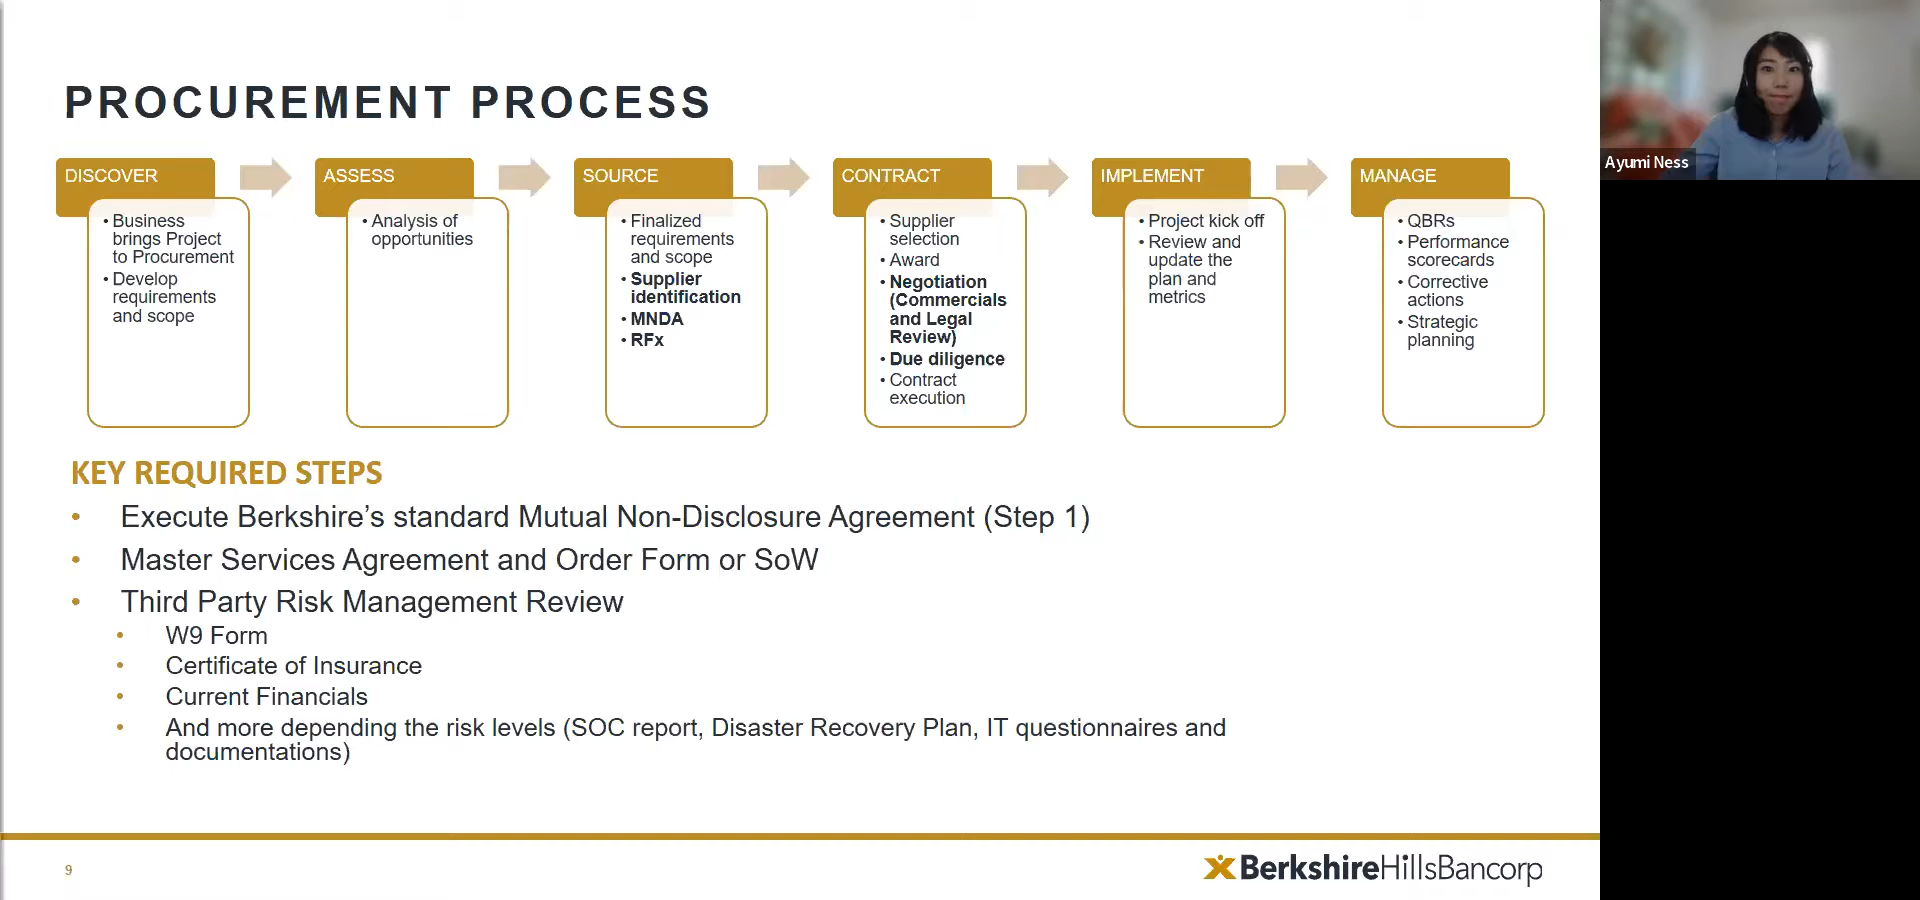 PROCUREMENT PROCESS
DISCOVER
• Business
brings Project
to Procurement
• Develop
requirements
and scope
ASSESS
• Analysis of
opportunities
SOURCE
• Finalized
requirements
and scope
• Supplier
identification
• MNDA
• RFx
CONTRACT
• Supplier
selection
• Award
• Negotiation
(Commercials
and Legal
Review)
• Due diligence
• Contract
execution
IMPLEMENT
• Project kick off
• Review and
update the
plan and
metrics
MANAGE
• QBRs
• Performance
scorecards
• Corrective
actions
• Strategic
planning
KEY REQUIRED STEPS
• Execute Berkshire’s standard Mutual Non-Disclosure Agreement (Step 1)
• Master Services Agreement and Order Form or SoW
• Third Party Risk Management Review
• W9 Form
• Certificate of Insurance
• Current Financials
• And more depending the risk levels (SOC report, Disaster Recovery Plan, IT questionnaires and
documentations)
9
BerkshireHillsBancorp
Ayumi Ness